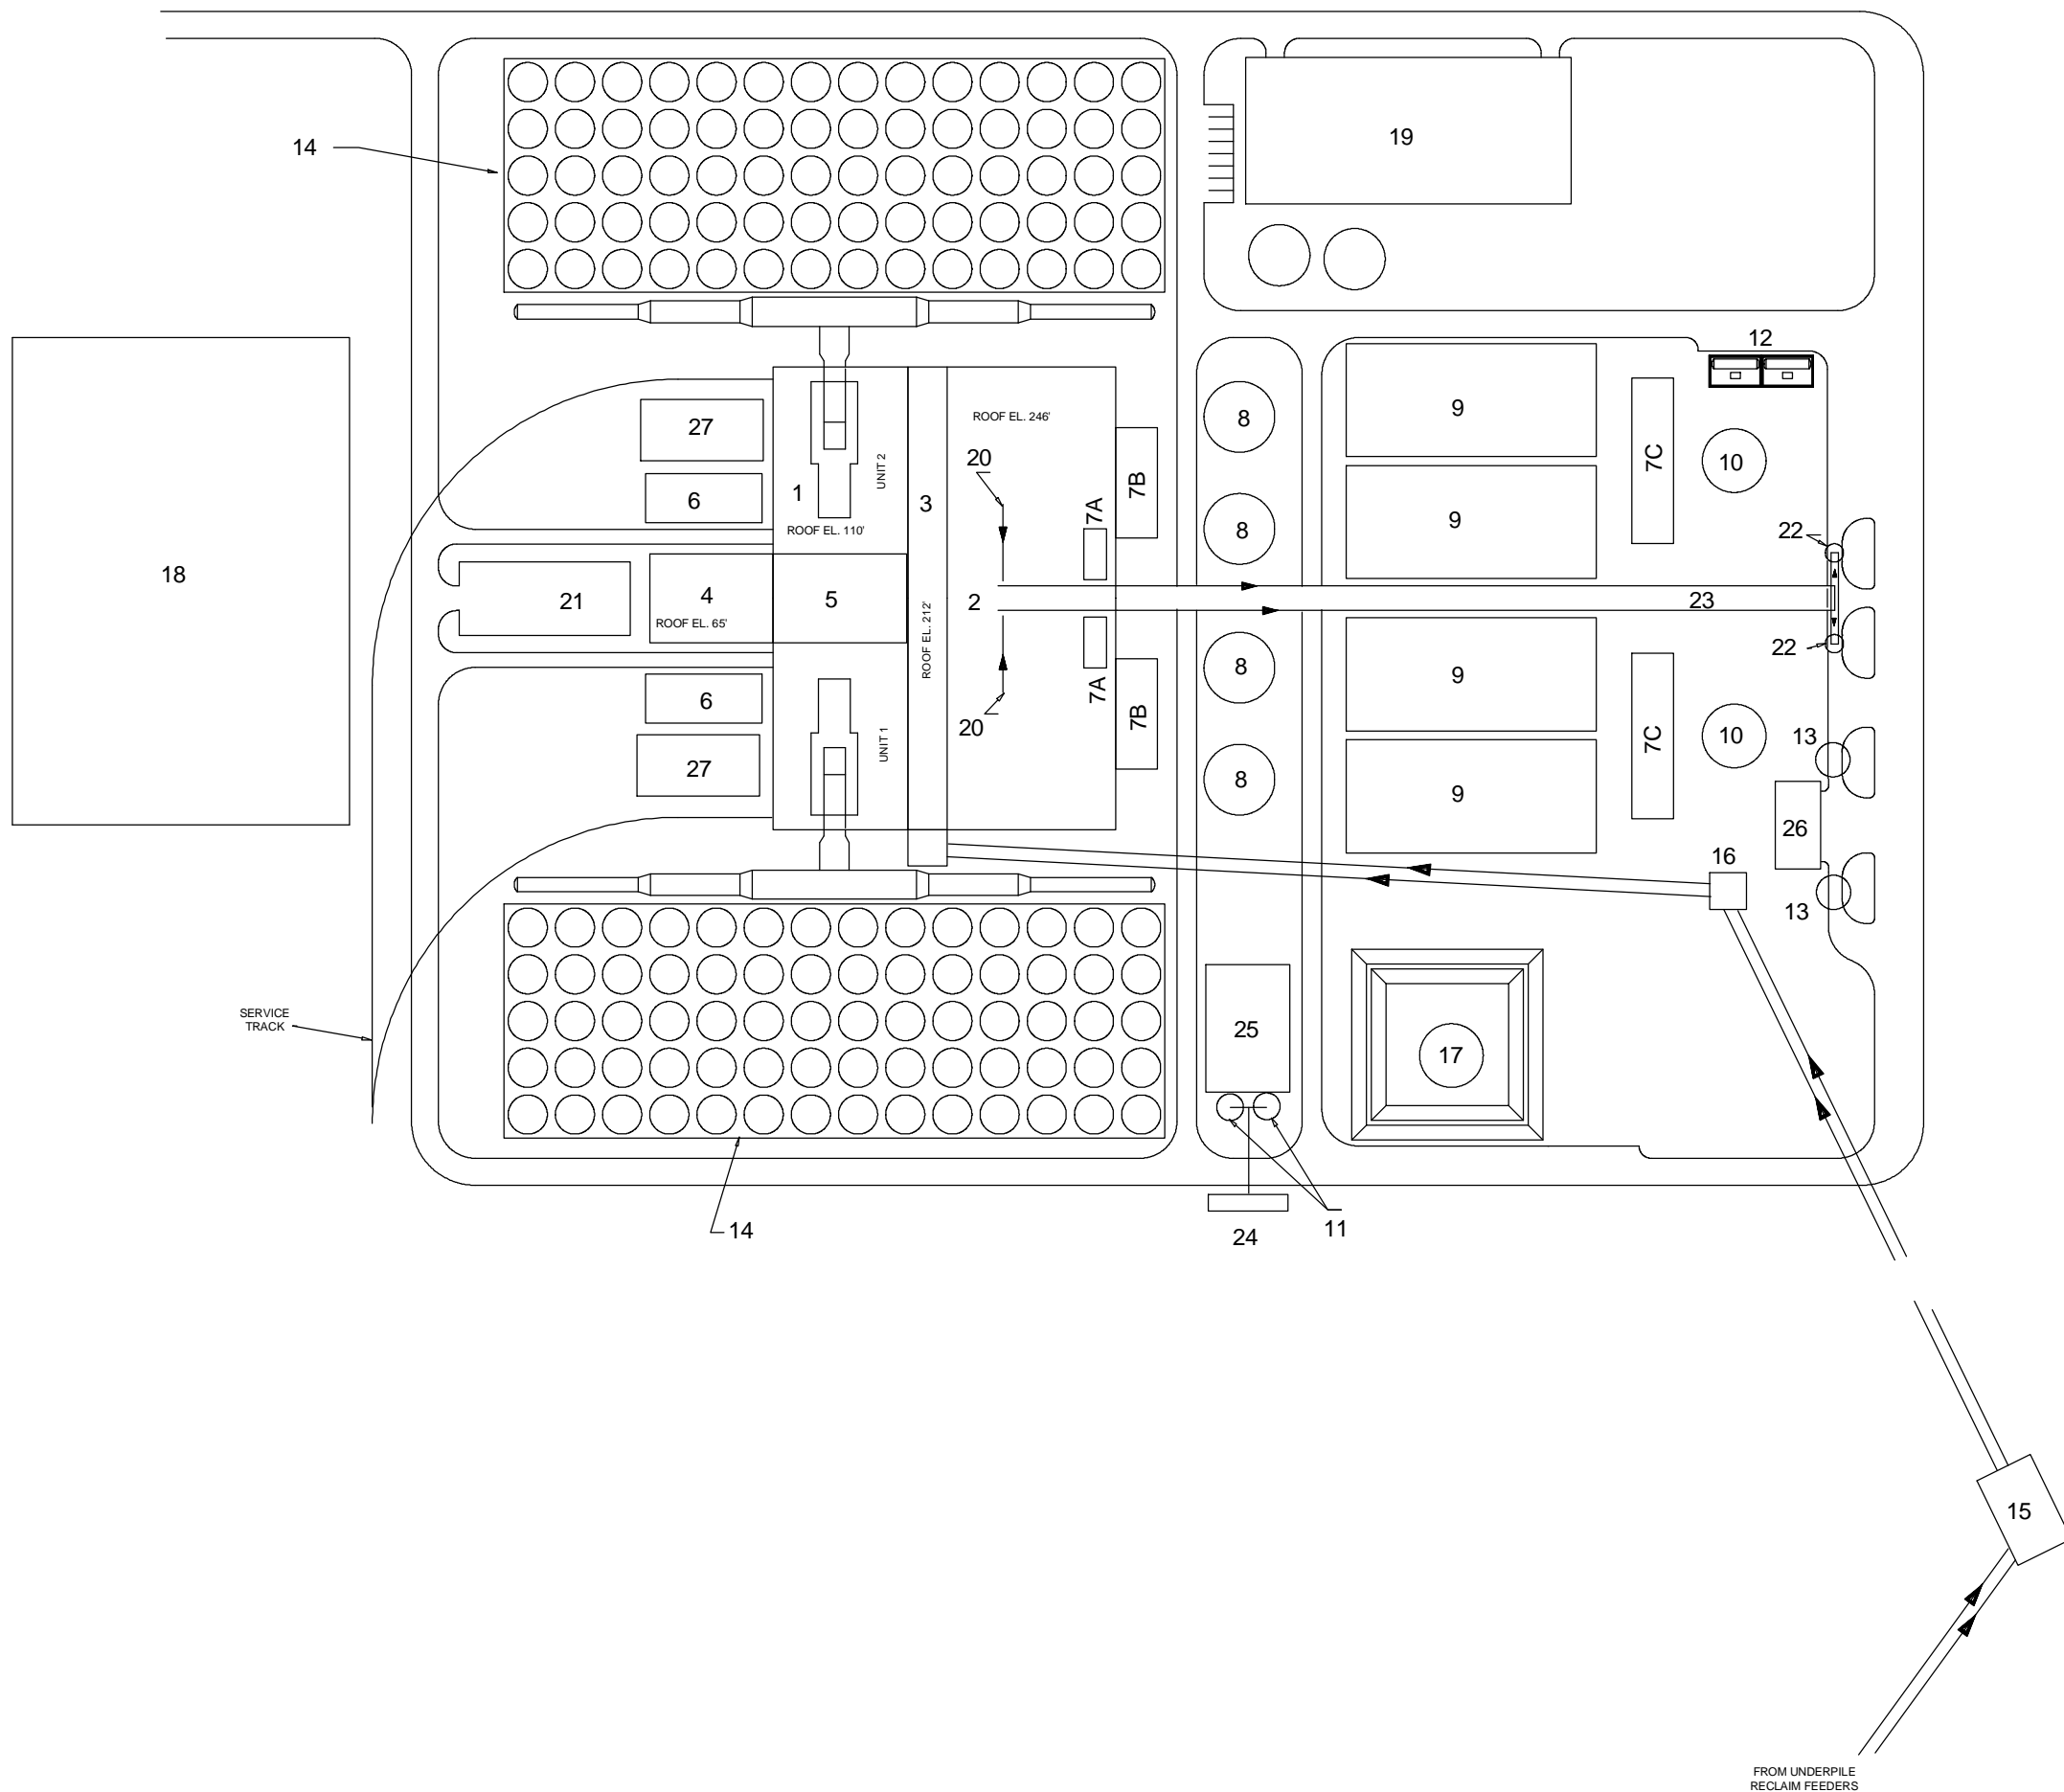 14
19
18
12
27
ROOF EL. 246'
8
9
7C
10
20
UNIT 2
7B
6
1
3
7A
ROOF EL. 110'
8
9
22
21
4
5
2
23
ROOF EL. 65'
ROOF EL. 212'
22
6
8
9
7A
7B
7C
20
UNIT 1
10
13
27
8
9
26
16
13
SERVICE
TRACK
25
17
14
24
11
15
FROM UNDERPILE
RECLAIM FEEDERS